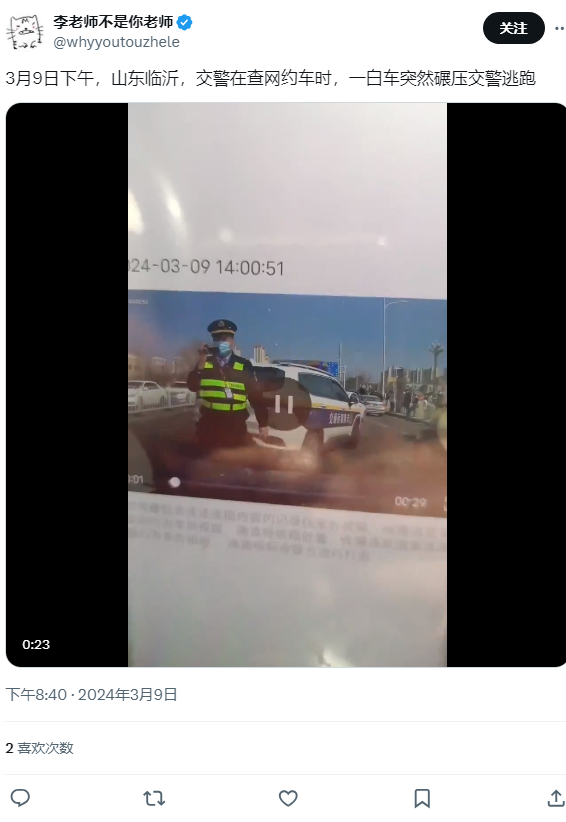 李老师不是你老师
@whyyoutouzhele
关注
3月9日下午，山东临沂，交警在查网约车时，一白车突然碾压交警逃跑
24-03-09 14:00:51
:01
00:29
0:23
下午8:40 · 2024年3月9日
2 喜欢次数